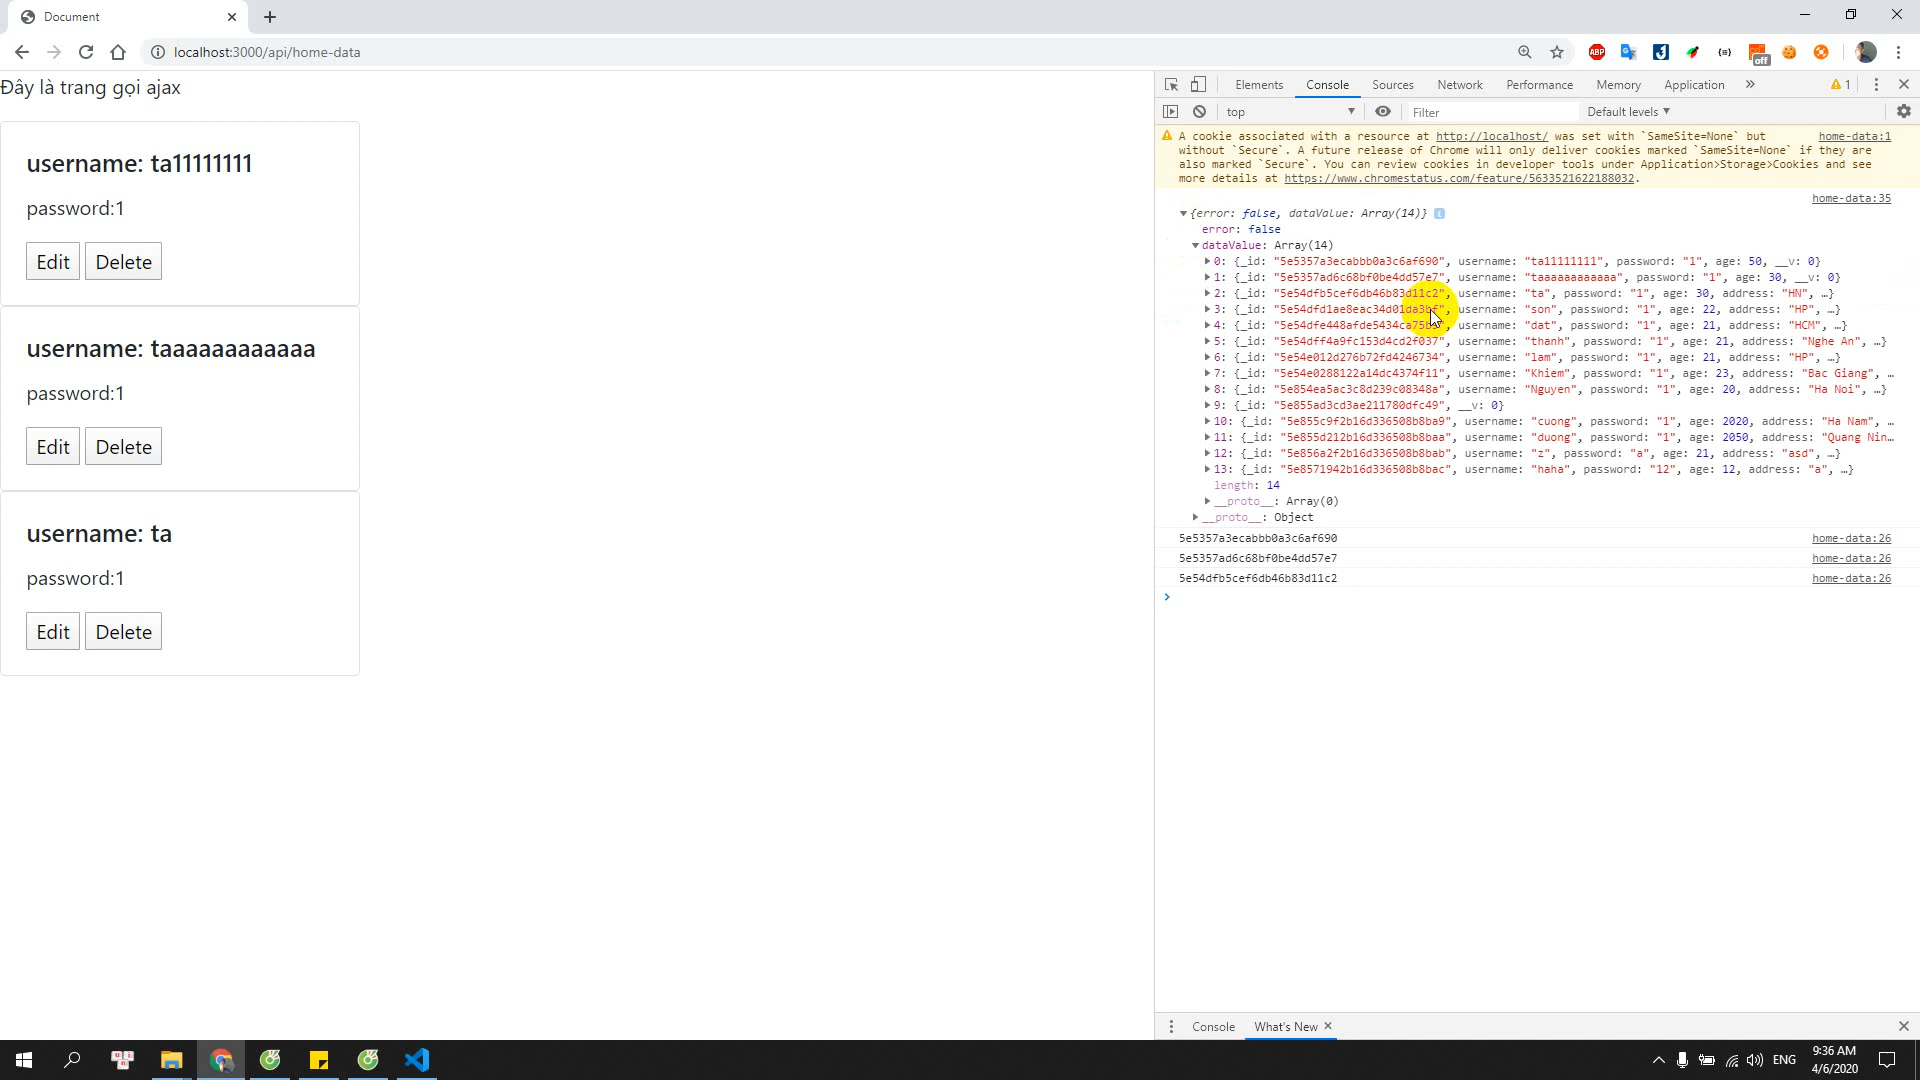 Document
localhost:3000/api/home-data
ABP
off
Đây là trang gọi ajax
username: ta11111111
password:1
Edit Delete
username: taaaaaaaaaaaa
password:1
Edit Delete
username: ta
password:1
Edit Delete
Elements Console Sources Network Performance Memory Application » 1
top Filter Default levels
A cookie associated with a resource at http://localhost/ was set with `SameSite=None` but home-data:1
without `Secure`. A future release of Chrome will only deliver cookies marked `SameSite=None` if they are
also marked `Secure`. You can review cookies in developer tools under Application>Storage>Cookies and see
more details at https://www.chromestatus.com/feature/5633521622188032.
home-data:35
{error: false, dataValue: Array(14)}
error: false
dataValue: Array(14)
0: {_id: "5e5357a3ecabbb0a3c6af690", username: "ta11111111", password: "1", age: 50, __v: 0}
1: {_id: "5e5357ad6c68bf0be4dd57e7", username: "taaaaaaaaaaaa", password: "1", age: 30, __v: 0}
2: {_id: "5e54dfb5cef6db46b83d11c2", username: "ta", password: "1", age: 30, address: "HN", …}
3: {_id: "5e54dfd1ae8eac34d01da3bf", username: "son", password: "1", age: 22, address: "HP", …}
4: {_id: username: "dat", password: "1", age: 21, address: "HCM", …}
5: {_id: "5e54dff4a9fc153d4cd2f037", username: "thanh", password: "1", age: 21, address: "Nghe An", …}
6: {_id: "5e54e012d276b72fd4246734", username: "lam", password: "1", age: 21, address: "HP", …}
7: {_id: "5e54e0288122a14dc4374f11", username: "Khiem", password: "1", age: 23, address: "Bac Giang", …
8: {_id: "5e854ea5ac3c8d239c08348a", username: "Nguyen", password: "1", age: 20, address: "Ha Noi", …}
9: {_id: "5e855ad3cd3ae211780dfc49", __v: 0}
10: {_id: "5e855c9f2b16d336508b8ba9", username: "cuong", password: "1", age: 2020, address: "Ha Nam", …
11: {_id: "5e855d212b16d336508b8baa", username: "duong", password: "1", age: 2050, address: "Quang Nin…
12: {_id: "5e856a2f2b16d336508b8bab", username: "z", password: "a", age: 21, address: "asd", …}
13: {_id: "5e8571942b16d336508b8bac", username: "haha", password: "12", age: 12, address: "a", …}
length: 14
__proto__: Array(0)
__proto__: Object
5e5357a3ecabbb0a3c6af690 home-data:26
5e5357ad6c68bf0be4dd57e7 home-data:26
5e54dfb5cef6db46b83d11c2 home-data:26
Console What's New
ENG
9:36 AM
4/6/2020